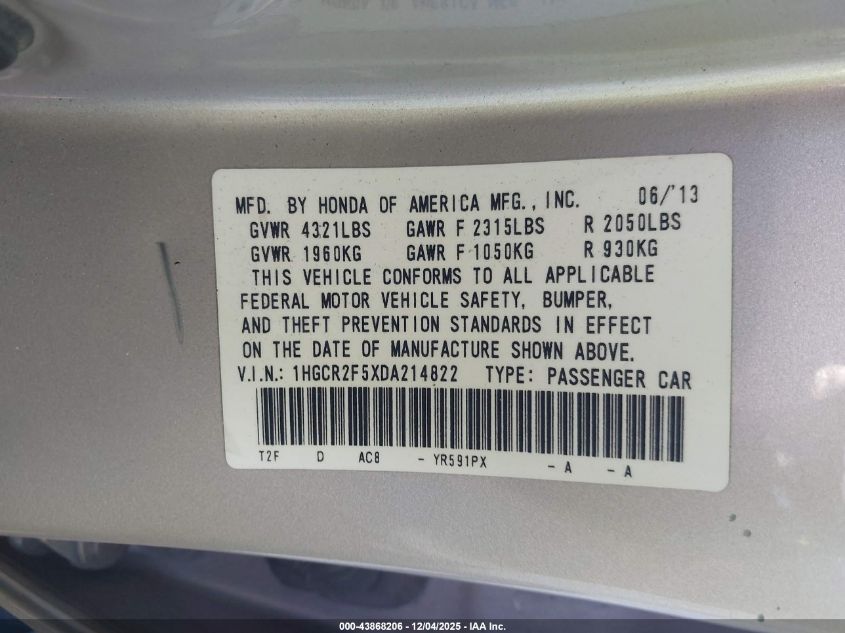 MFD. BY HONDA OF AMERICA MFG., INC. 06/'13
GVWR 4321LBS GAWR F 2315LBS R 2050LBS
GVWR 1960KG GAWR F 1050KG R 930KG
THIS VEHICLE CONFORMS TO ALL APPLICABLE
FEDERAL MOTOR VEHICLE SAFETY, BUMPER,
AND THEFT PREVENTION STANDARDS IN EFFECT
ON THE DATE OF MANUFACTURE SHOWN ABOVE.
V.I.N.: 1HGCR2F5XDA214822 TYPE: PASSENGER CAR
T2F D AC8 - YR591PX - A - A
000-43868206 - 12/04/2025 - IAA Inc.